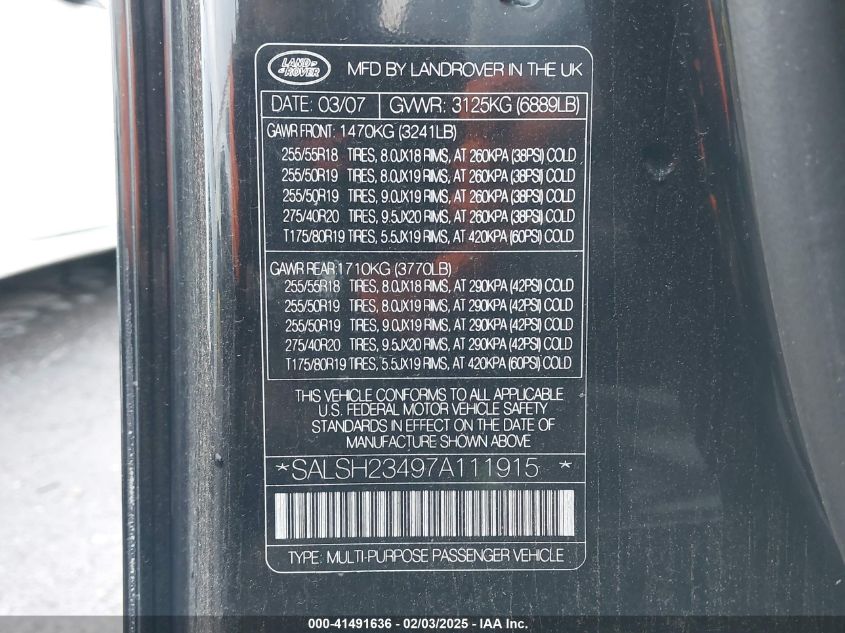 LAND ROVER
MFD BY LANDROVER IN THE UK
DATE: 03/07 GVWR: 3125KG (6889LB)
GAWR FRONT: 1470KG (3241LB)
255/55R18 TIRES, 8.0JX18 RIMS, AT 260KPA (38PSI) COLD
255/50R19 TIRES, 8.0JX19 RIMS, AT 260KPA (38PSI) COLD
255/50R19 TIRES, 9.0JX19 RIMS, AT 260KPA (38PSI) COLD
275/40R20 TIRES, 9.5JX20 RIMS, AT 260KPA (38PSI) COLD
T175/80R19 TIRES, 5.5JX19 RIMS, AT 420KPA (60PSI) COLD
GAWR REAR: 1710KG (3770LB)
255/55R18 TIRES, 8.0JX18 RIMS, AT 290KPA (42PSI) COLD
255/50R19 TIRES, 8.0JX19 RIMS, AT 290KPA (42PSI) COLD
255/50R19 TIRES, 9.0JX19 RIMS, AT 290KPA (42PSI) COLD
275/40R20 TIRES, 9.5JX20 RIMS, AT 290KPA (42PSI) COLD
T175/80R19 TIRES, 5.5JX19 RIMS, AT 420KPA (60PSI) COLD
THIS VEHICLE CONFORMS TO ALL APPLICABLE
U.S. FEDERAL MOTOR VEHICLE SAFETY
STANDARDS IN EFFECT ON THE DATE OF
MANUFACTURE SHOWN ABOVE
*SALSH23497A111915*
TYPE: MULTI-PURPOSE PASSENGER VEHICLE
000-41491636 - 02/03/2025 - IAA Inc.